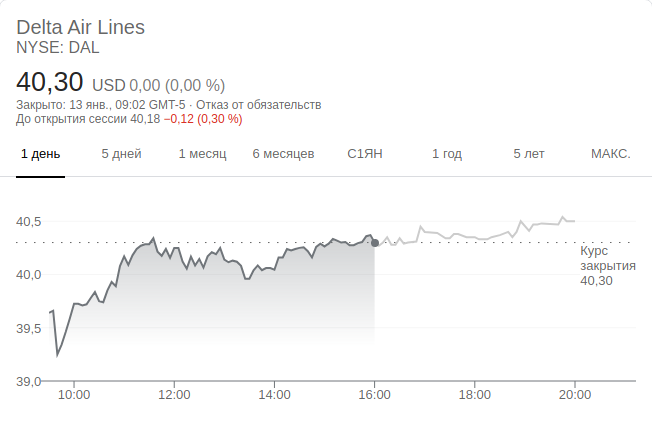 Delta Air Lines
NYSE: DAL
40,30 USD 0,00 (0,00 %)
Закрыто: 13 янв., 09:02 GMT-5 · Отказ от обязательств
До открытия сессии 40,18 −0,12 (0,30 %)
1 день 5 дней 1 месяц 6 месяцев С1ЯН 1 год 5 лет МАКС.
40,5
Курс
закрытия
40,30
40,0
39,5
39,0
10:00 12:00 14:00 16:00 18:00 20:00